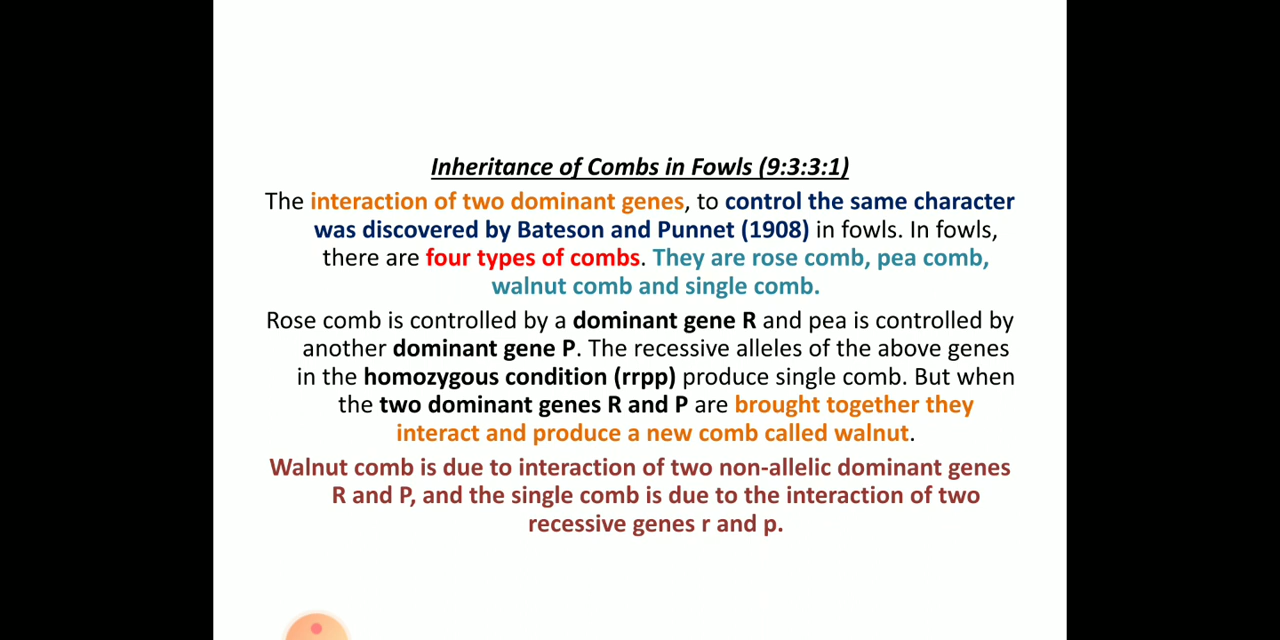 Inheritance of Combs in Fowls (9:3:3:1)
The interaction of two dominant genes, to control the same character
was discovered by Bateson and Punnet (1908) in fowls. In fowls,
there are four types of combs. They are rose comb, pea comb,
walnut comb and single comb.
Rose comb is controlled by a dominant gene R and pea is controlled by
another dominant gene P. The recessive alleles of the above genes
in the homozygous condition (rrpp) produce single comb. But when
the two dominant genes R and P are brought together they
interact and produce a new comb called walnut.
Walnut comb is due to interaction of two non-allelic dominant genes
R and P, and the single comb is due to the interaction of two
recessive genes r and p.